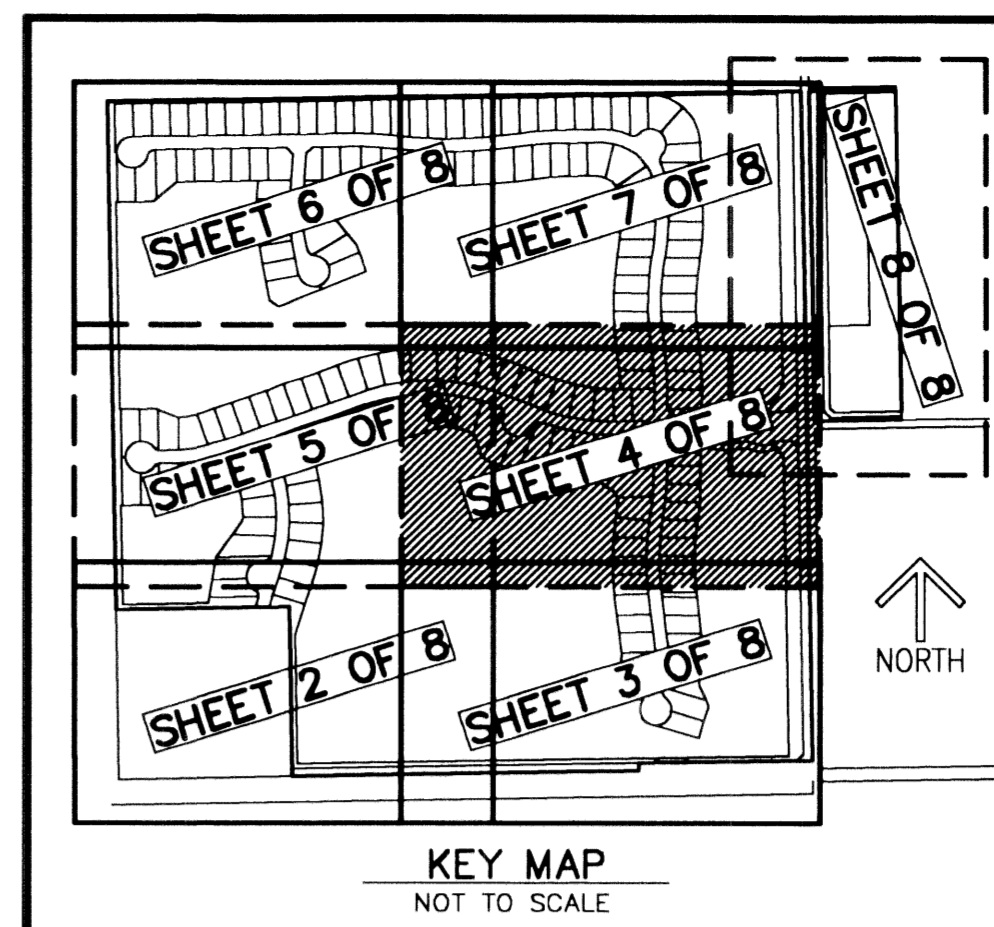 SHEET 6 OF 8
SHEET 7 OF 8
SHEET 8 OF 8
SHEET 5 OF 8
SHEET 4 OF 8
SHEET 2 OF 8
SHEET 3 OF 8
NORTH
KEY MAP
NOT TO SCALE